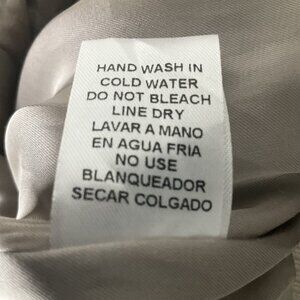 HAND WASH IN
COLD WATER
DO NOT BLEACH
LINE DRY
LAVAR A MANO
EN AGUA FRIA
NO USE
BLANQUEADOR
SECAR COLGADO